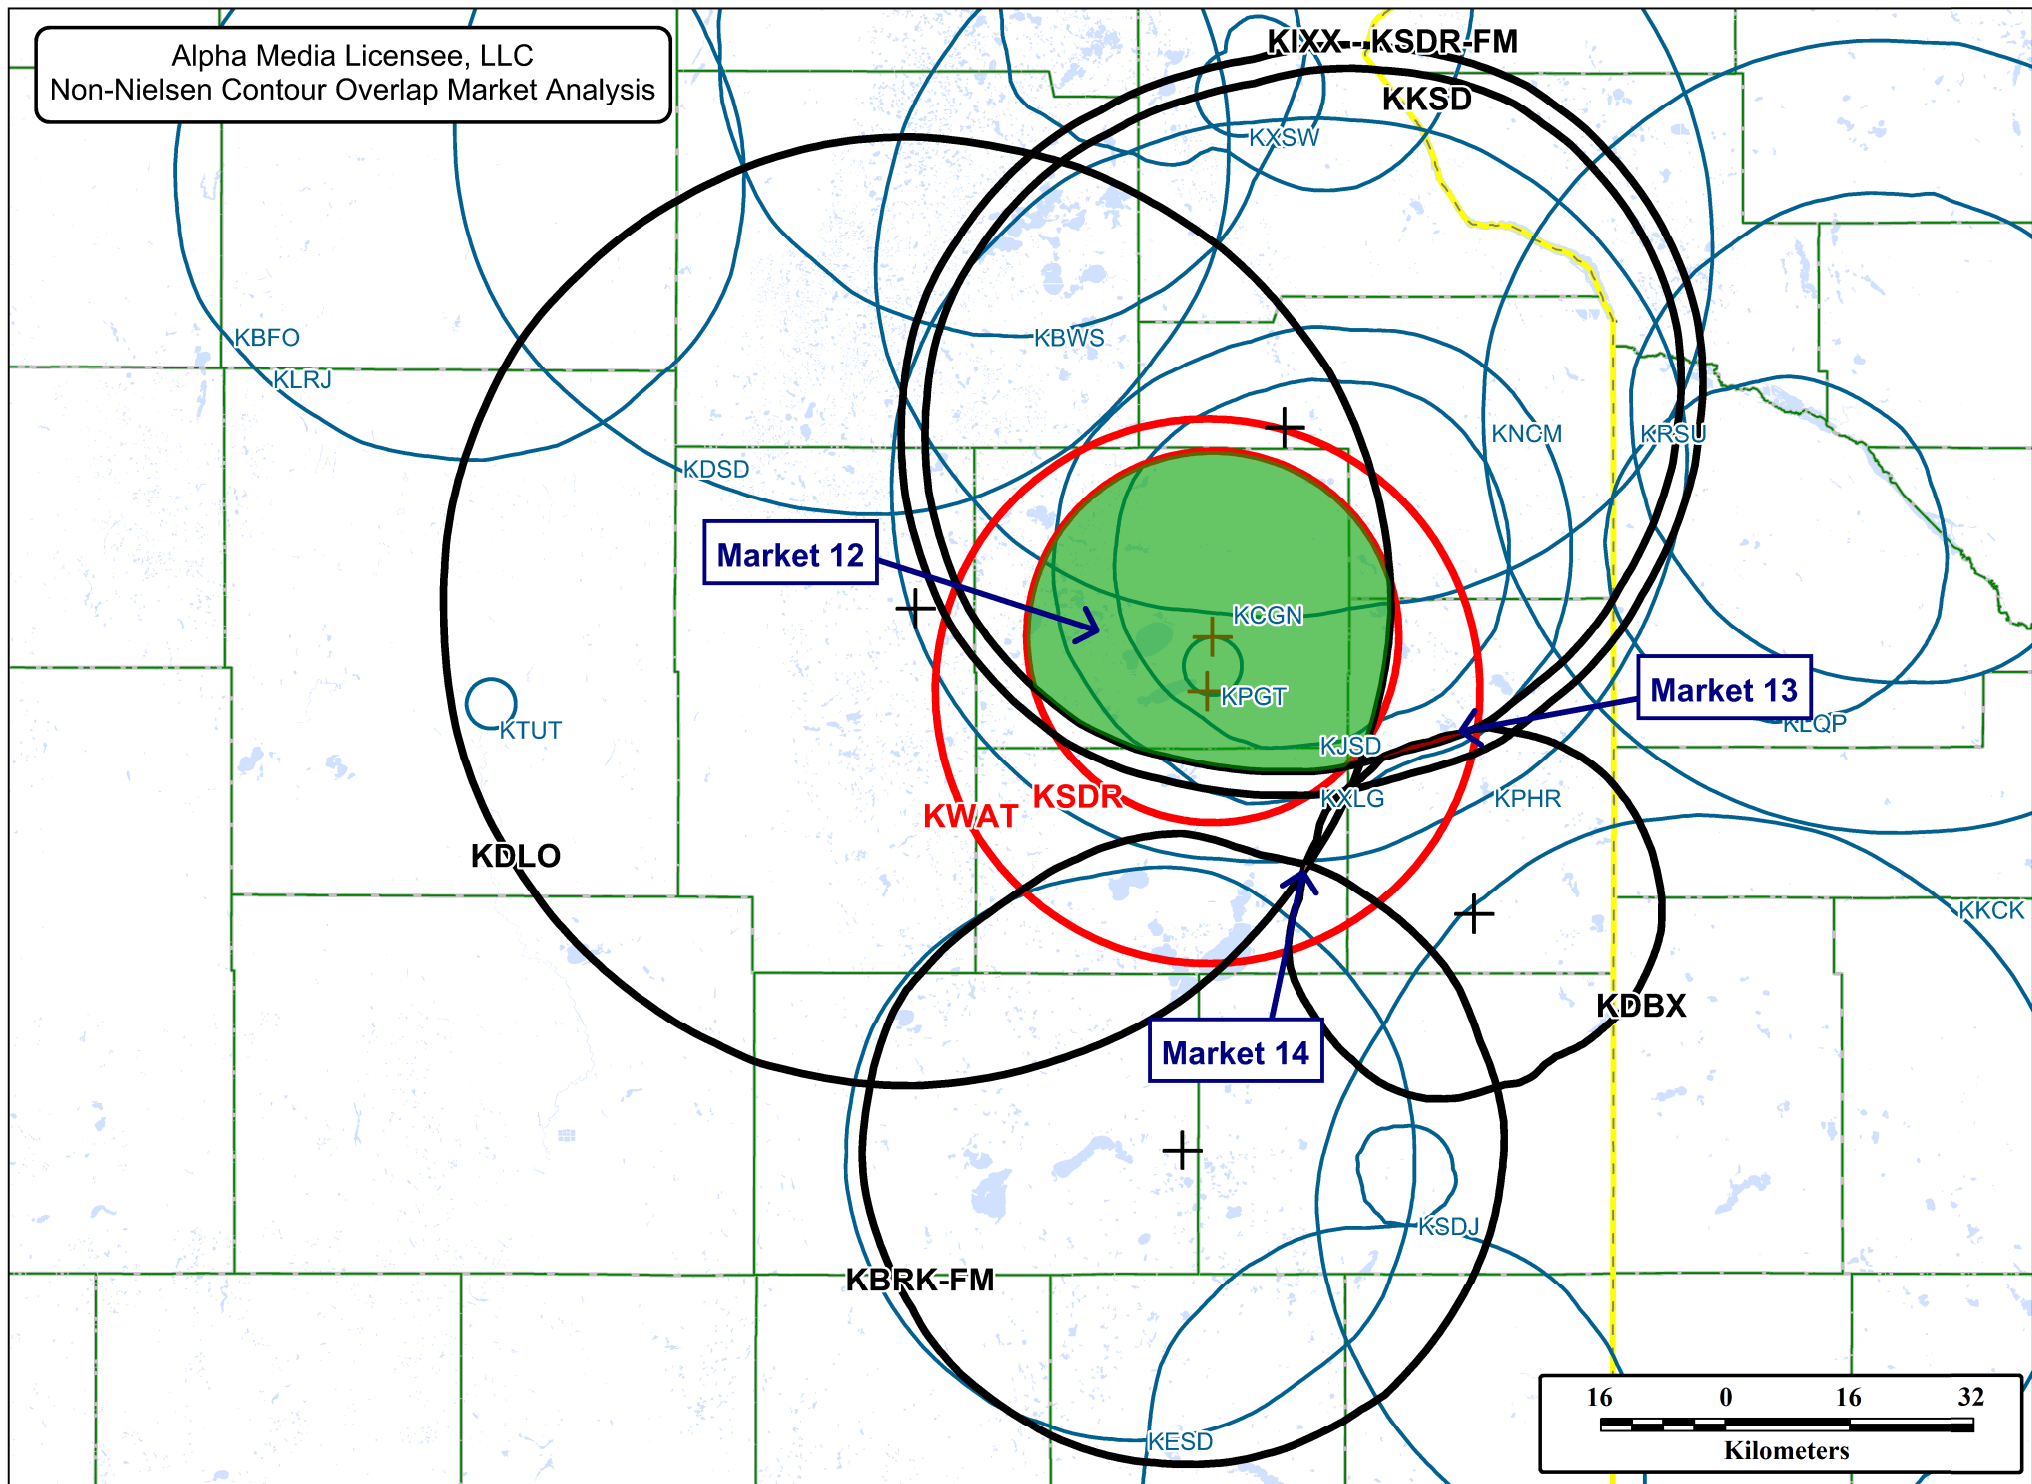 Alpha Media Licensee, LLC
Non-Nielsen Contour Overlap Market Analysis
KIXX - KSDR-FM
KKSD
KXSW
KBFO
KBWS
KLRJ
KNCM
KRSU
KDSD
Market 12
KCGN
Market 13
KPGT
KLQP
KTUT
KJSD
KSDR
KXLG
KPHR
KWAT
KDLO
KKCK
KDBX
Market 14
KSDJ
KBRK-FM
KESD
16 0 16 32
Kilometers